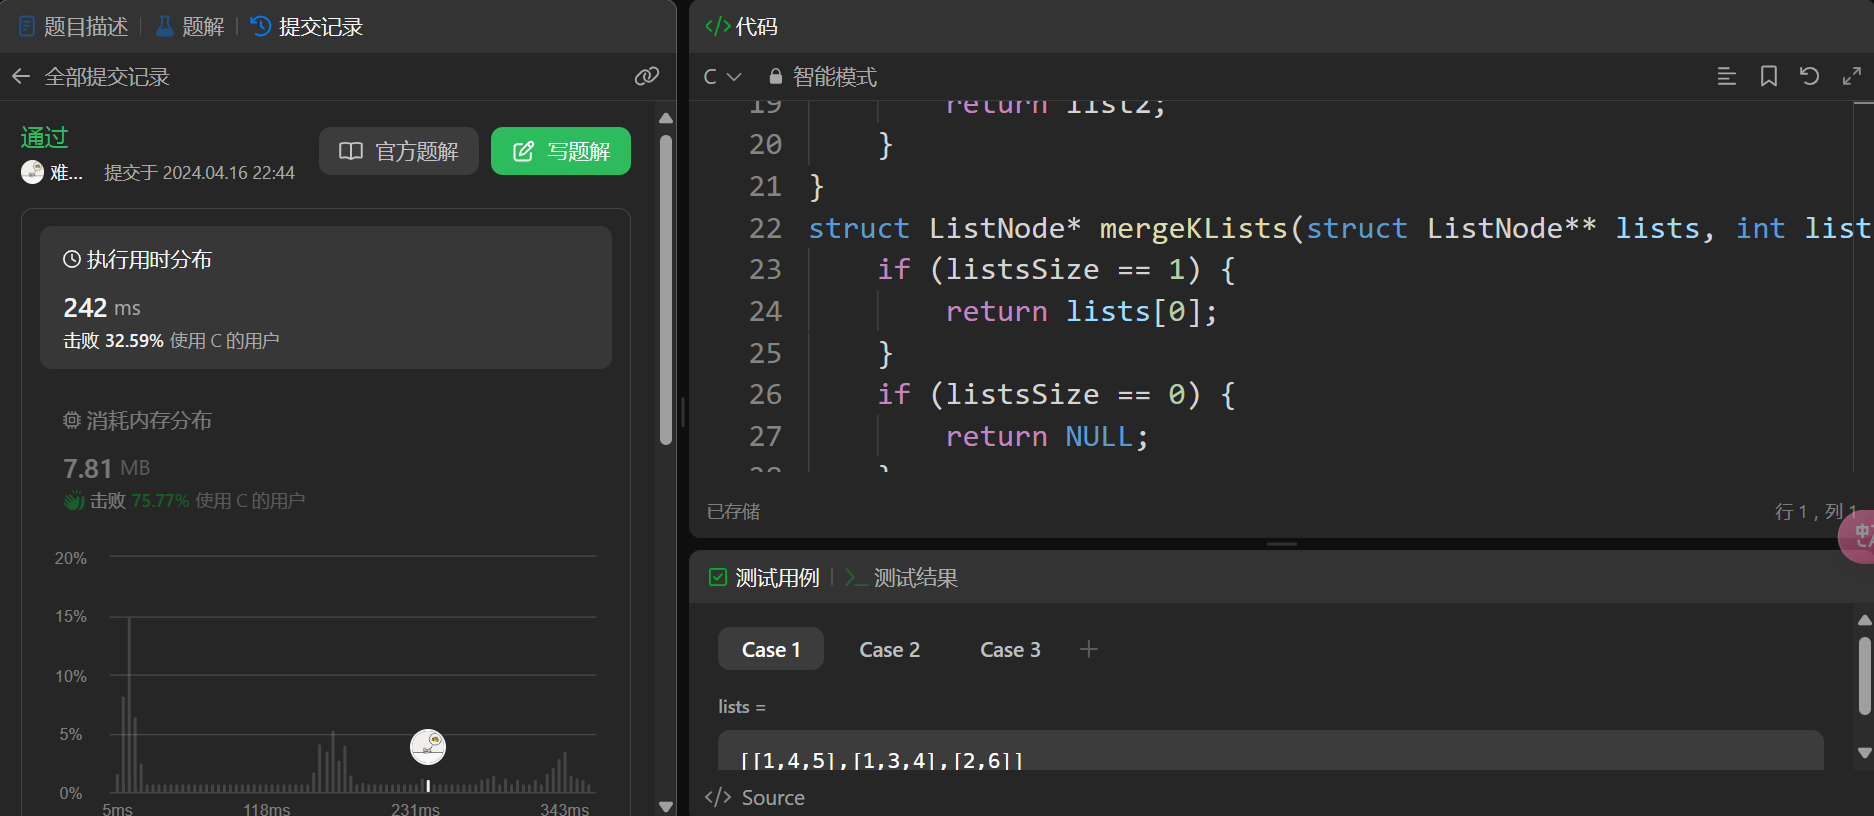 题目描述 | 题解 | 提交记录
全部提交记录
通过
难... 提交于 2024.04.16 22:44
官方题解
写题解
执行用时分布
242 ms
击败 32.59% 使用 C 的用户
消耗内存分布
7.81 MB
击败 75.77% 使用 C 的用户
20%
15%
10%
5%
0%
5ms 118ms 231ms 343ms
</> 代码
C 智能模式
19 return list2;
20 }
21 }
22 struct ListNode* mergeKLists(struct ListNode** lists, int list
23 if (listsSize == 1) {
24 return lists[0];
25 }
26 if (listsSize == 0) {
27 return NULL;
28 }
已存储
行 1 , 列 1
中
测试用例 | >_ 测试结果
Case 1 Case 2 Case 3 +
lists =
[[1,4,5],[1,3,4],[2,6]]
</> Source